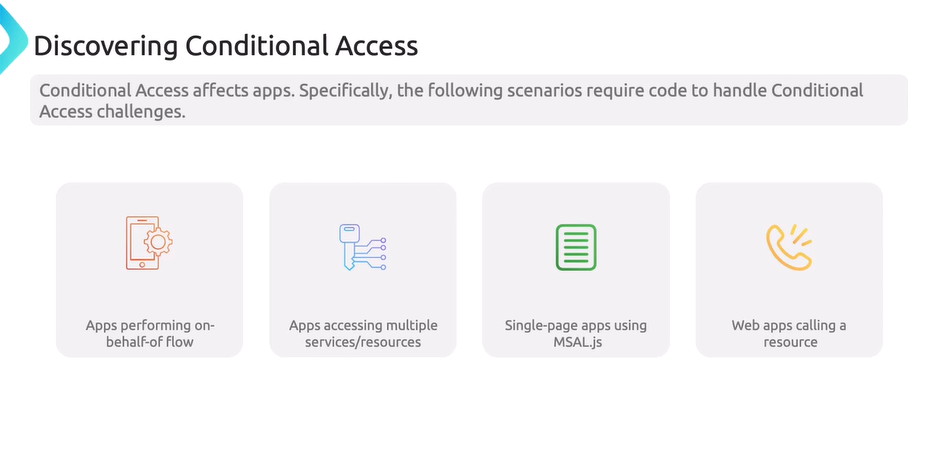 Discovering Conditional Access
Conditional Access affects apps. Specifically, the following scenarios require code to handle Conditional
Access challenges.
Apps performing on-
behalf-of flow
Apps accessing multiple
services/resources
Single-page apps using
MSAL.js
Web apps calling a
resource